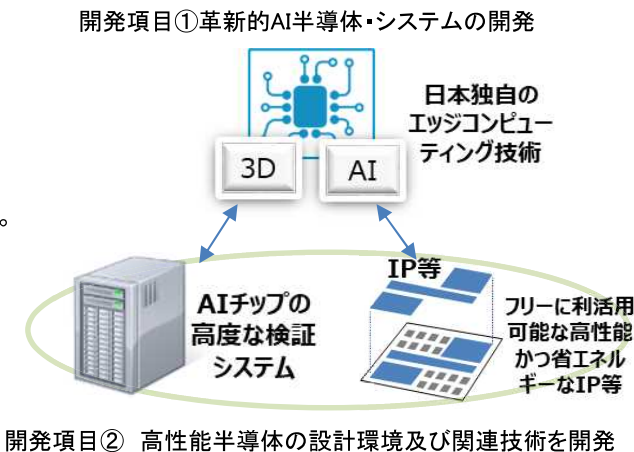 開発項目①革新的AI半導体・システムの開発
日本独自の
エッジコンピュー
ティング技術
3D
AI
。
IP等
AIチップの
高度な検証
システム
フリーに利活用
可能な高性能
かつ省エネル
ギーなIP等
開発項目② 高性能半導体の設計環境及び関連技術を開発